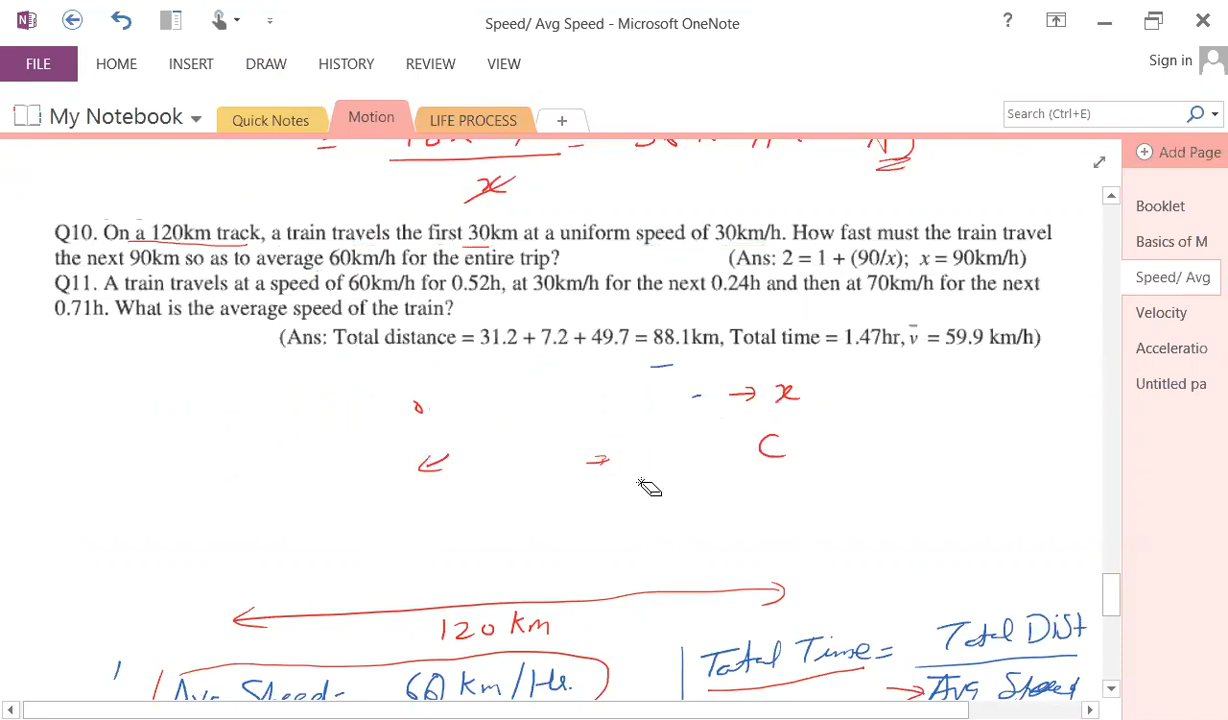 Speed/ Avg Speed - Microsoft OneNote
?
Sign in
FILE HOME INSERT DRAW HISTORY REVIEW VIEW
My Notebook Quick Notes Motion LIFE PROCESS +
Search (Ctrl+E)
Add Page
Booklet
Basics of M
Speed/ Avg
Velocity
Acceleratio
Untitled pa
x
Q10. On a 120km track, a train travels the first 30km at a uniform speed of 30km/h. How fast must the train travel
the next 90km so as to average 60km/h for the entire trip? (Ans: 2 = 1 + (90/x); x = 90km/h)
Q11. A train travels at a speed of 60km/h for 0.52h, at 30km/h for the next 0.24h and then at 70km/h for the next
0.71h. What is the average speed of the train?
(Ans: Total distance = 31.2 + 7.2 + 49.7 = 88.1km, Total time = 1.47hr, v̄ = 59.9 km/h)
→ x
C
120 km
Total Time = Total Dist
Avg Speed = 60 km/Hr.
Avg Speed